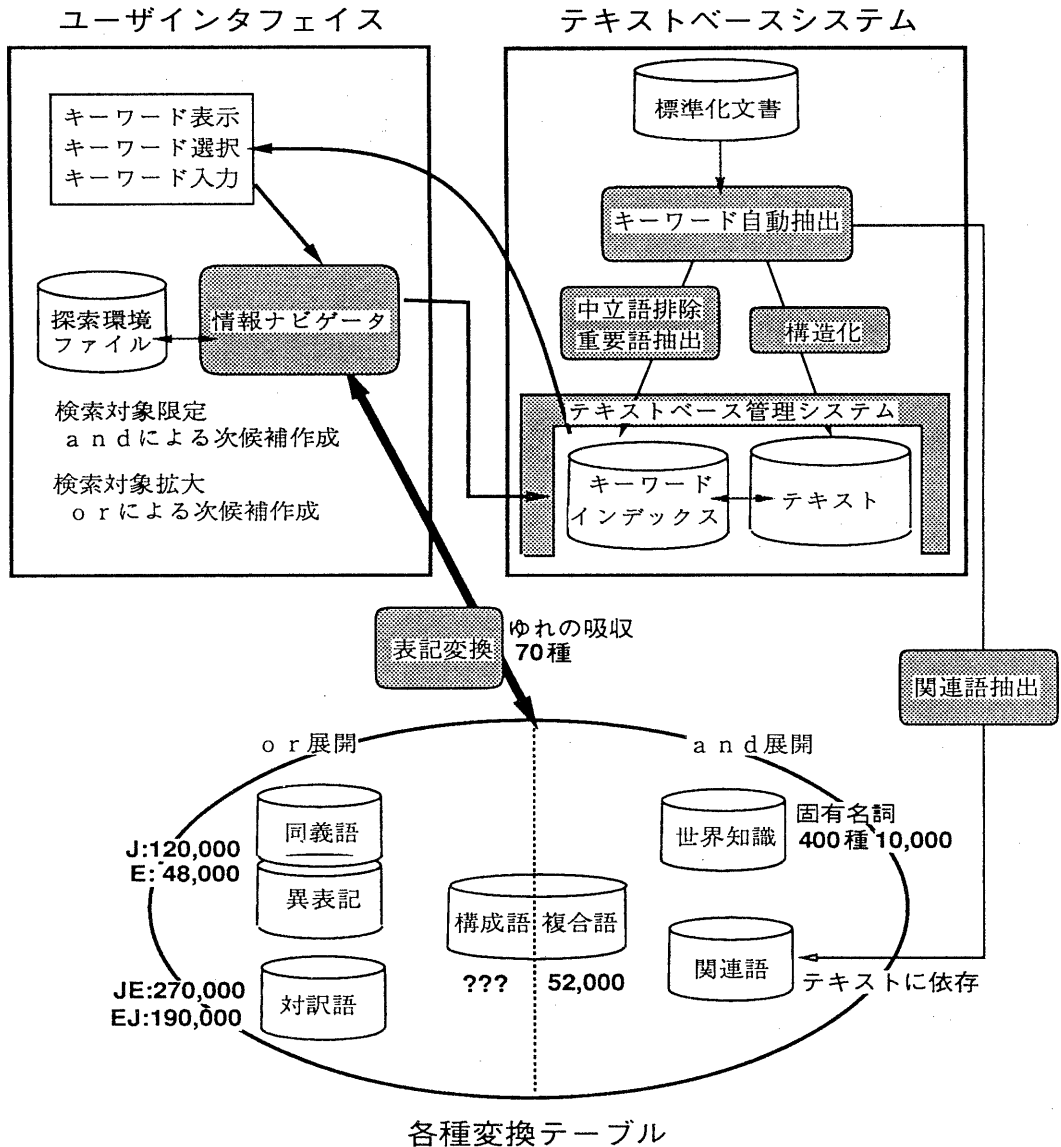 ユーザインタフェイス
キーワード表示
キーワード選択
キーワード入力
探索環境
ファイル
情報ナビゲータ
検索対象限定
ａｎｄによる次候補作成
検索対象拡大
ｏｒによる次候補作成
テキストベースシステム
標準化文書
キーワード自動抽出
中立語排除
重要語抽出
構造化
テキストベース管理システム
キーワード
インデックス
テキスト
表記変換
ゆれの吸収
70種
関連語抽出
ｏｒ展開
ａｎｄ展開
同義語
J:120,000
E: 48,000
異表記
JE:270,000
EJ:190,000
対訳語
構成語
複合語
???
52,000
世界知識
固有名詞
400種 10,000
関連語
テキストに依存
各種変換テーブル